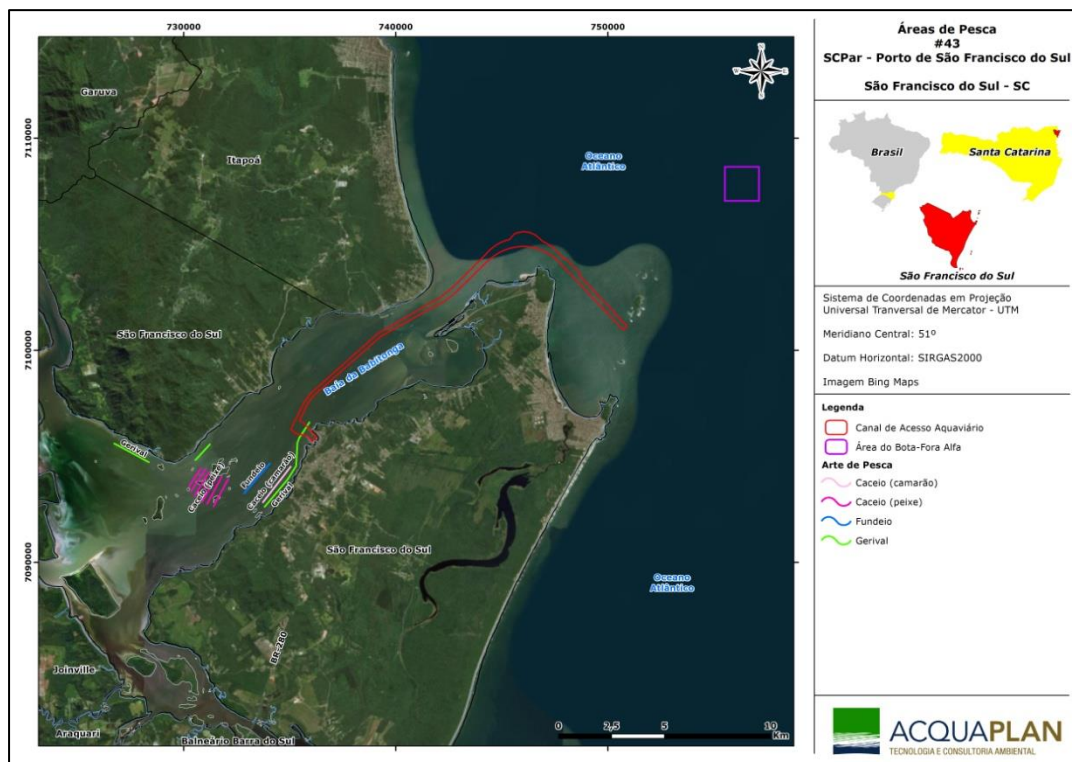 730000
740000
750000
7110000
7100000
7090000
Garuva
Itapoá
Oceano
Atlântico
N
S
São Francisco do Sul
Baía da Babitonga
Gerival
Caceio (peixe)
Fundeio
Caceio (camarão)
Gerival
São Francisco do Sul
Oceano
Atlântico
BR-280
Joinville
Araquari
Balneário Barra do Sul
0 2,5 5 10
Km
Áreas de Pesca
#43
SCPar - Porto de São Francisco do Sul
São Francisco do Sul - SC
Brasil
Santa Catarina
São Francisco do Sul
Sistema de Coordenadas em Projeção
Universal Tranversal de Mercator - UTM
Meridiano Central: 51º
Datum Horizontal: SIRGAS2000
Imagem Bing Maps
Legenda
Canal de Acesso Aquaviário
Área do Bota-Fora Alfa
Arte de Pesca
Caceio (camarão)
Caceio (peixe)
Fundeio
Gerival
ACQUAPLAN
TECNOLOGIA E CONSULTORIA AMBIENTAL